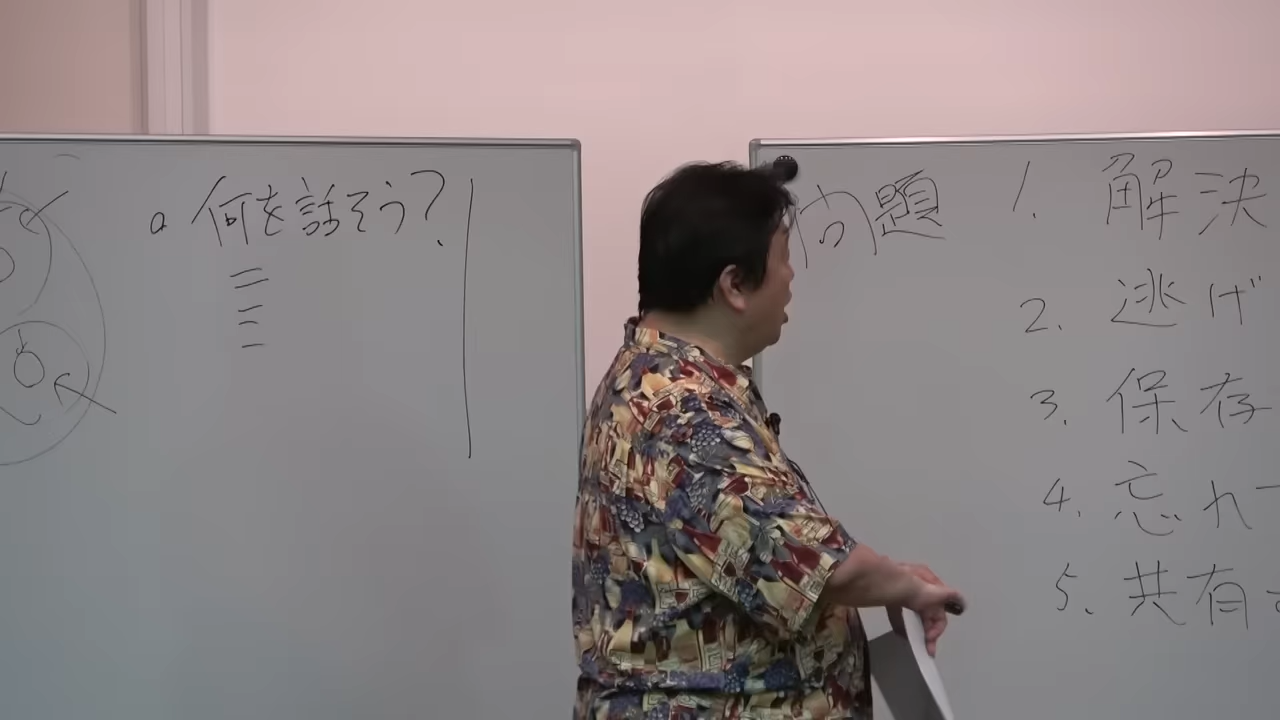 o 何を話そう?
問題
1. 解決
2. 逃げ
3. 保存
4. 忘れ
5. 共有す